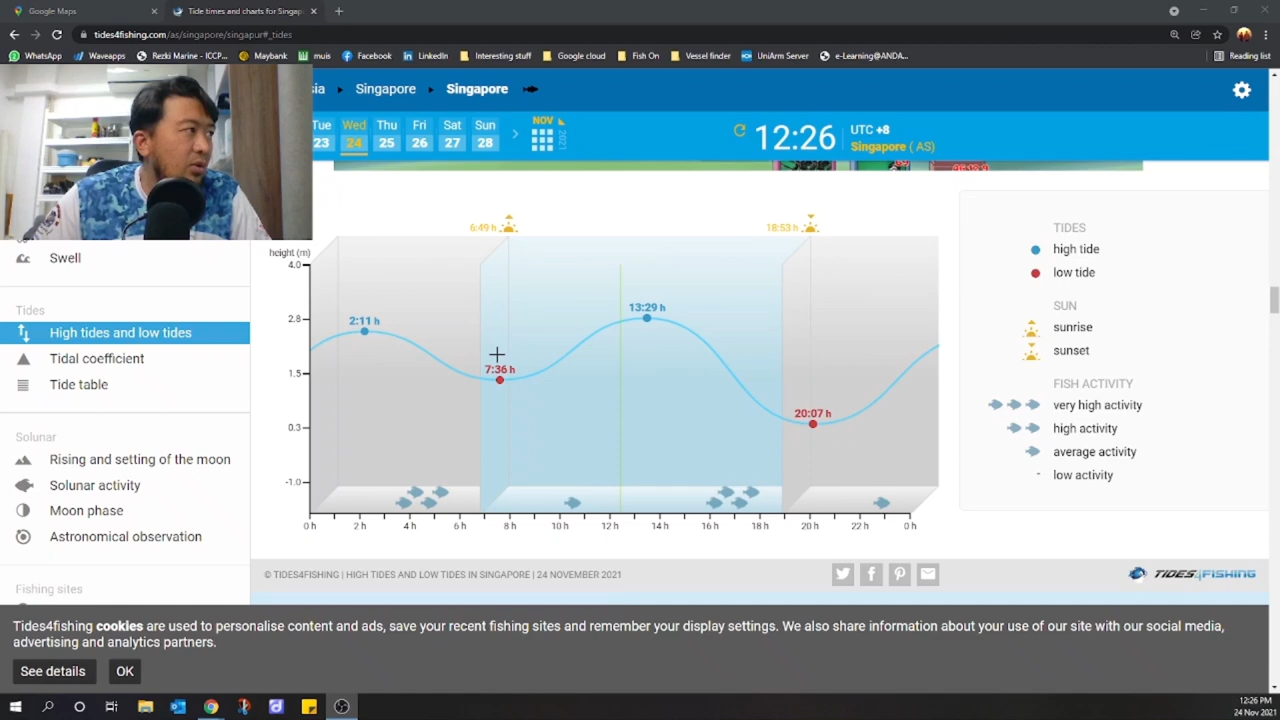 Google Maps
Tide times and charts for Singap
tides4fishing.com/as/singapore/singapur#_tides
WhatsApp
Waveapps
Rezki Marine - ICCP...
Maybank
muis
Facebook
LinkedIn
Interesting stuff
Google cloud
Fish On
Vessel finder
UniArm Server
e-Learning@ANDA...
Reading list
sia
Singapore
Singapore
Tue Wed Thu Fri Sat Sun
23 24 25 26 27 28
NOV
2021
12:26
UTC +8
Singapore ( AS)
Swell
Tides
High tides and low tides
Tidal coefficient
Tide table
Solunar
Rising and setting of the moon
Solunar activity
Moon phase
Astronomical observation
Fishing sites
6:49 h
18:53 h
height (m)
4.0
2.8
1.5
0.3
-1.0
2:11 h
7:36 h
13:29 h
20:07 h
0 h 2 h 4 h 6 h 8 h 10 h 12 h 14 h 16 h 18 h 20 h 22 h 0 h
TIDES
high tide
low tide
SUN
sunrise
sunset
FISH ACTIVITY
very high activity
high activity
average activity
low activity
© TIDES4FISHING | HIGH TIDES AND LOW TIDES IN SINGAPORE | 24 NOVEMBER 2021
TIDES4FISHING
Tides4fishing cookies are used to personalise content and ads, save your recent fishing sites and remember your display settings. We also share information about your use of our site with our social media,
advertising and analytics partners.
See details
OK
12:26 PM
24 Nov 2021